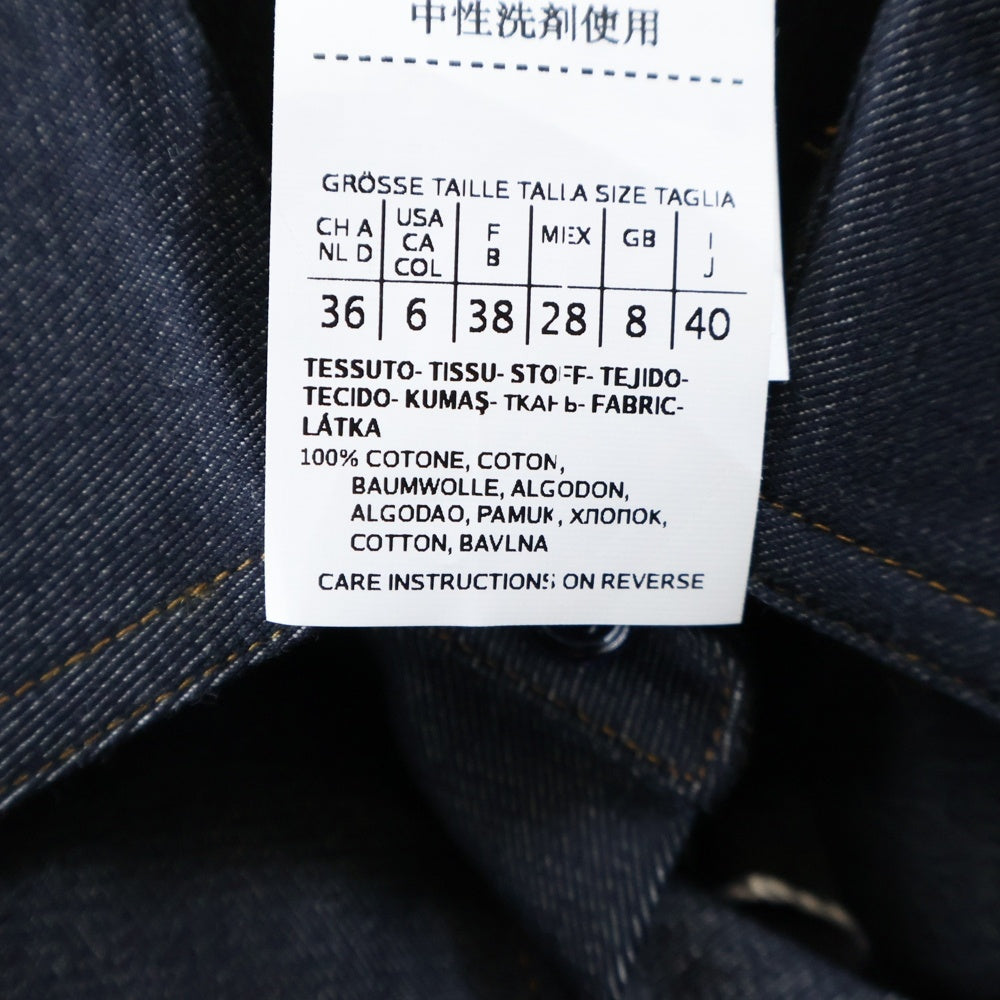 中性洗剤使用
GRÖSSE TAILLE TALLA SIZE TAGLIA
CH A NL D | USA CA COL | F B | MEX | GB | I J
36 | 6 | 38 | 28 | 8 | 40
TESSUTO- TISSU- STOFF- TEJIDO-
TECIDO- KUMAŞ- ТКАНЬ- FABRIC-
LÁTKA
100% COTONE, COTON,
BAUMWOLLE, ALGODON,
ALGODAO, PAMUK, ХЛОПОК,
COTTON, BAVLNA
CARE INSTRUCTIONS ON REVERSE